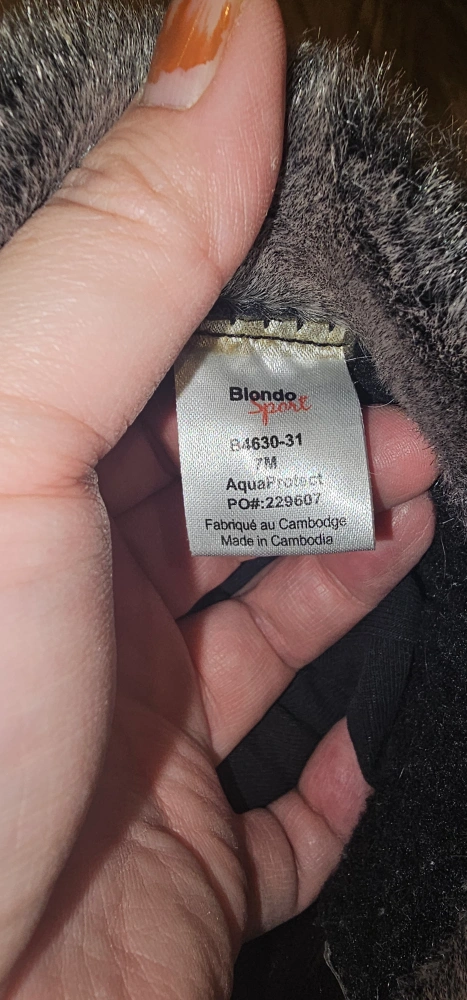 Blondo
Sport
B4630-31
7M
AquaProtect
PO#:229607
Fabriqué au Cambodge
Made in Cambodia